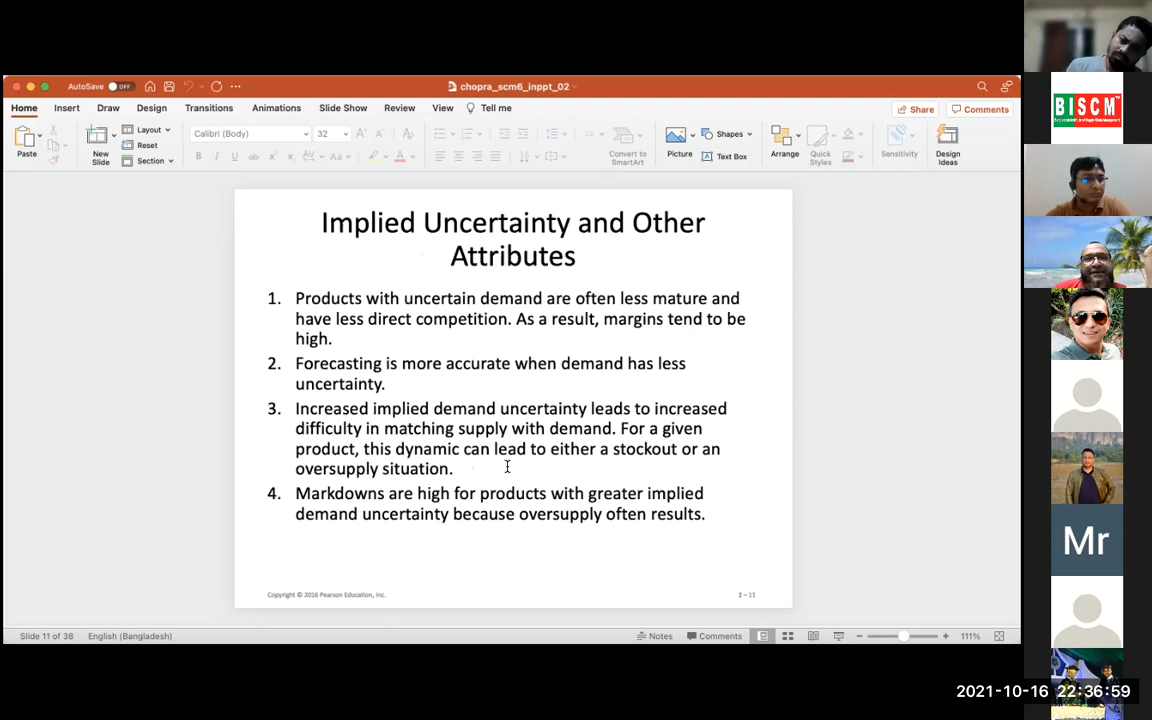 AutoSave OFF
chopra_scm6_inppt_02
Home Insert Draw Design Transitions Animations Slide Show Review View Tell me
Share Comments
Paste
New Slide
Layout
Reset
Section
Calibri (Body) 32
Convert to SmartArt
Picture
Shapes
Text Box
Arrange
Quick Styles
Sensitivity
Design Ideas
Implied Uncertainty and Other
Attributes
1. Products with uncertain demand are often less mature and
have less direct competition. As a result, margins tend to be
high.
2. Forecasting is more accurate when demand has less
uncertainty.
3. Increased implied demand uncertainty leads to increased
difficulty in matching supply with demand. For a given
product, this dynamic can lead to either a stockout or an
oversupply situation.
4. Markdowns are high for products with greater implied
demand uncertainty because oversupply often results.
Copyright © 2016 Pearson Education, Inc.
2 – 11
Slide 11 of 38 English (Bangladesh)
Notes Comments 111%
BISCM
Mr
2021-10-16 22:36:59